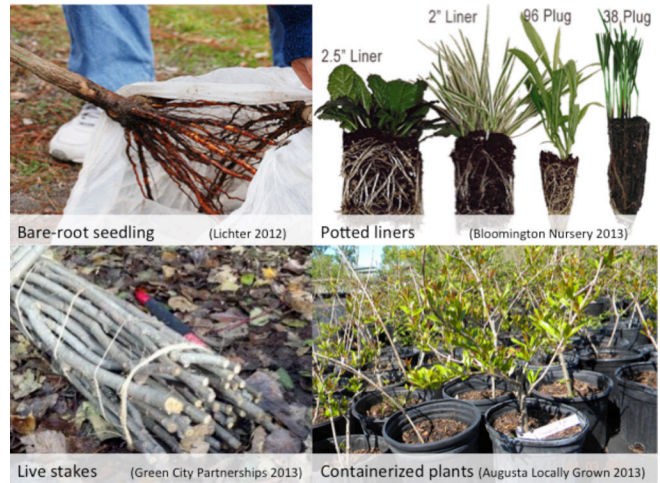 2.5" Liner
2" Liner
96 Plug
38 Plug
Bare-root seedling (Lichter 2012)
Potted liners (Bloomington Nursery 2013)
Live stakes (Green City Partnerships 2013)
Containerized plants (Augusta Locally Grown 2013)